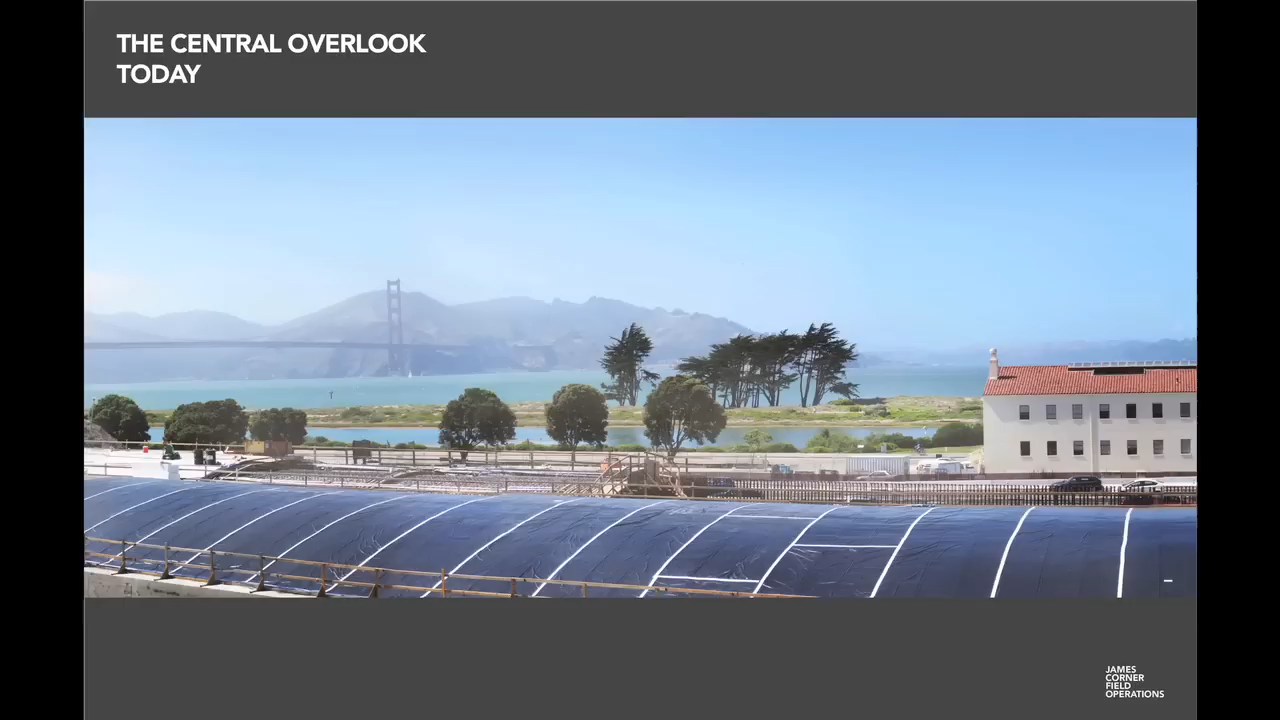 THE CENTRAL OVERLOOK
TODAY
JAMES
CORNER
FIELD
OPERATIONS